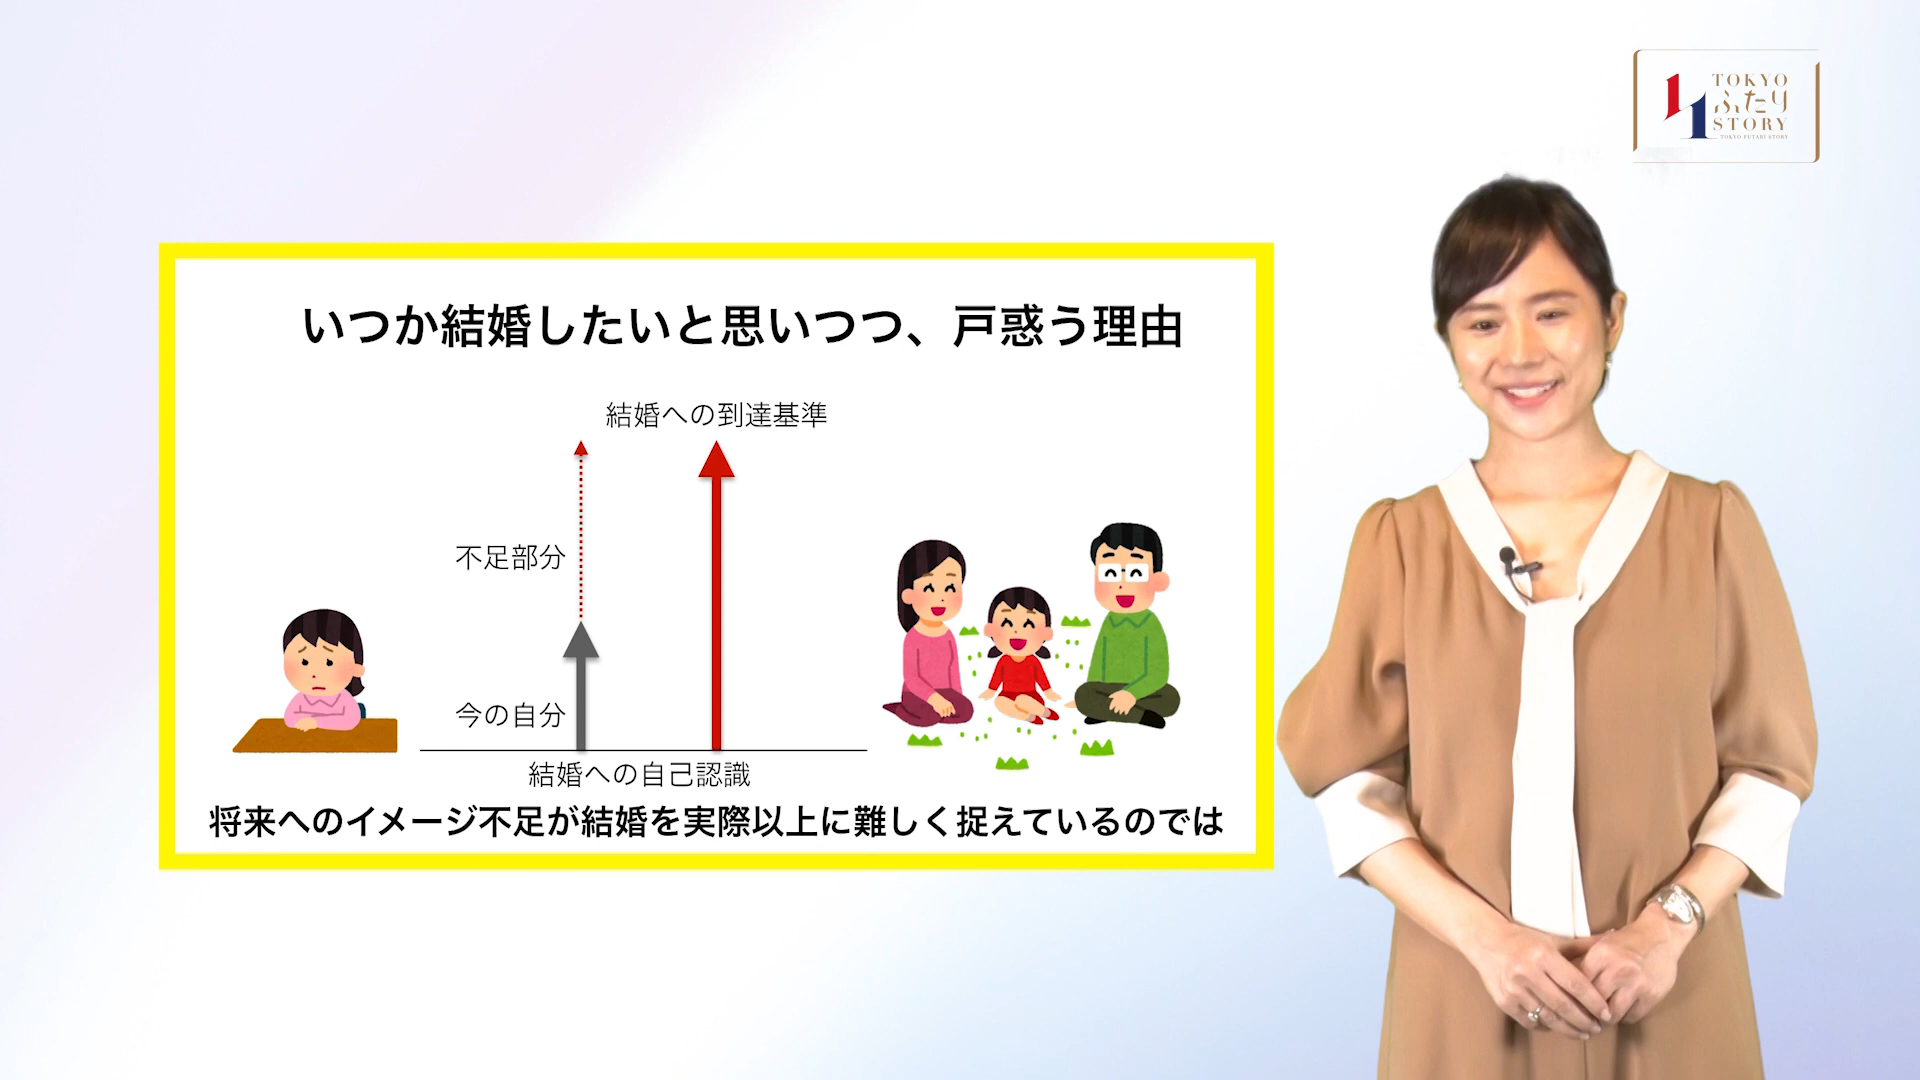 TOKYO
ふたり
STORY
TOKYO FUTARI STORY
いつか結婚したいと思いつつ、戸惑う理由
結婚への到達基準
不足部分
今の自分
結婚への自己認識
将来へのイメージ不足が結婚を実際以上に難しく捉えているのでは